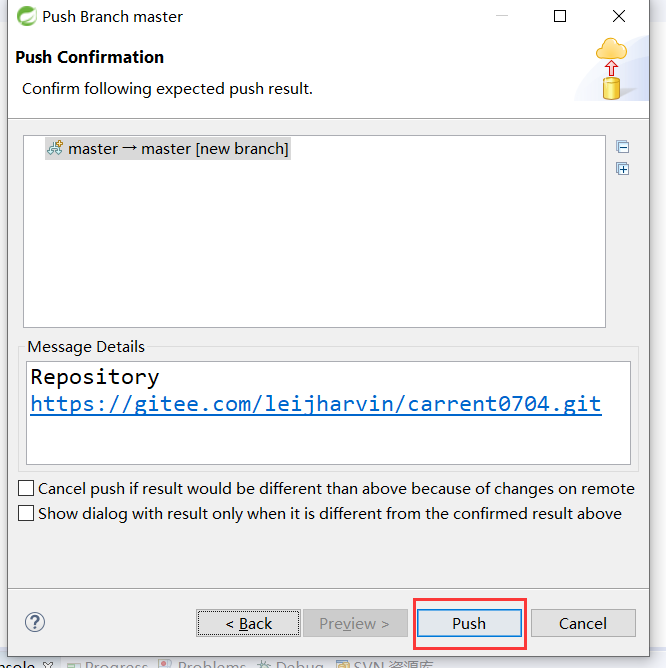 Push Branch master
Push Confirmation
Confirm following expected push result.
master → master [new branch]
Message Details
Repository
https://gitee.com/leijharvin/carrent0704.git
Cancel push if result would be different than above because of changes on remote
Show dialog with result only when it is different from the confirmed result above
< Back
Preview >
Push
Cancel
Progress
Problems
Debug
SVN 资源库